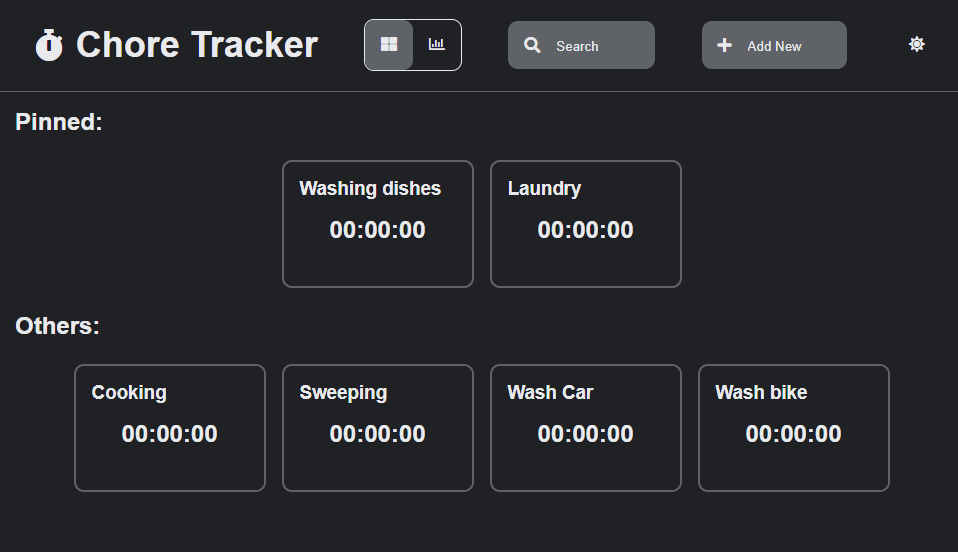 Chore Tracker
Search
Add New
Pinned:
Washing dishes
00:00:00
Laundry
00:00:00
Others:
Cooking
00:00:00
Sweeping
00:00:00
Wash Car
00:00:00
Wash bike
00:00:00